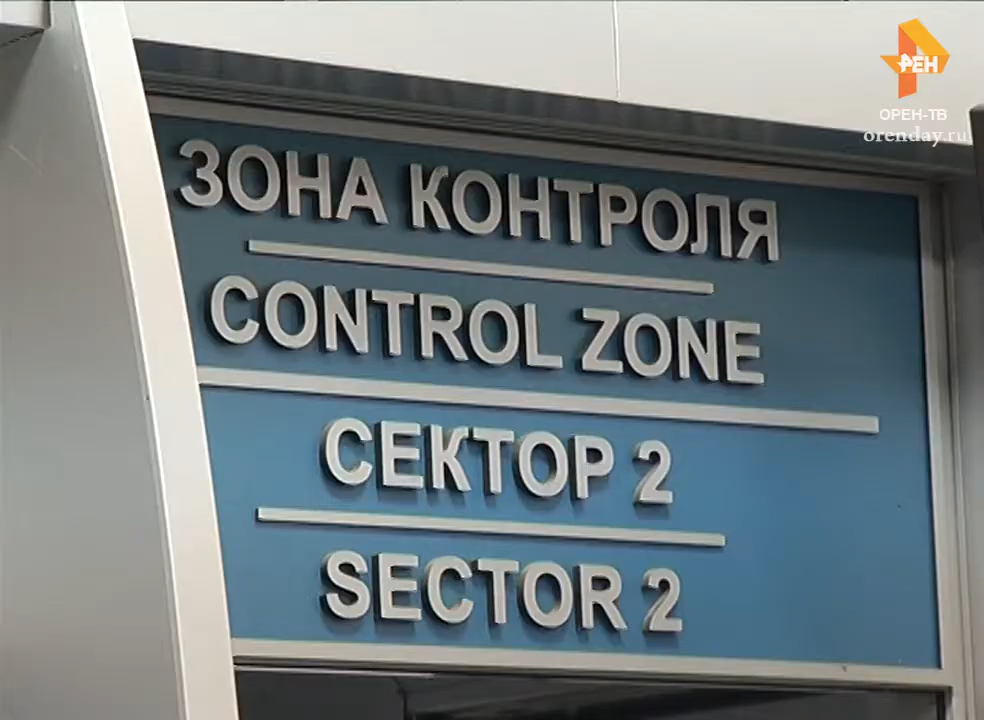 РЕН
ОРЕН-ТВ
orenday.ru
ЗОНА КОНТРОЛЯ
CONTROL ZONE
СЕКТОР 2
SECTOR 2